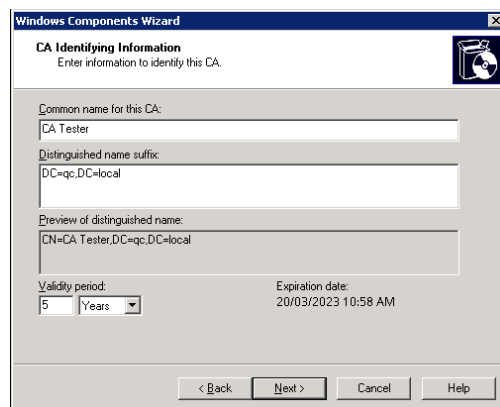 Windows Components Wizard
CA Identifying Information
Enter information to identify this CA.
Common name for this CA:
CA Tester
Distinguished name suffix:
DC=qc,DC=local
Preview of distinguished name:
CN=CA Tester,DC=qc,DC=local
Validity period: Expiration date:
5 Years 20/03/2023 10:58 AM
< Back Next > Cancel Help